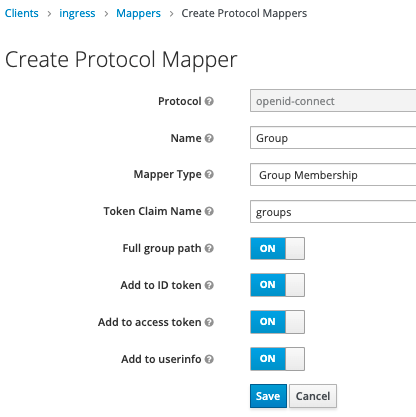 Clients > ingress > Mappers > Create Protocol Mappers
Create Protocol Mapper
Protocol openid-connect
Name Group
Mapper Type Group Membership
Token Claim Name groups
Full group path ON
Add to ID token ON
Add to access token ON
Add to userinfo ON
Save Cancel